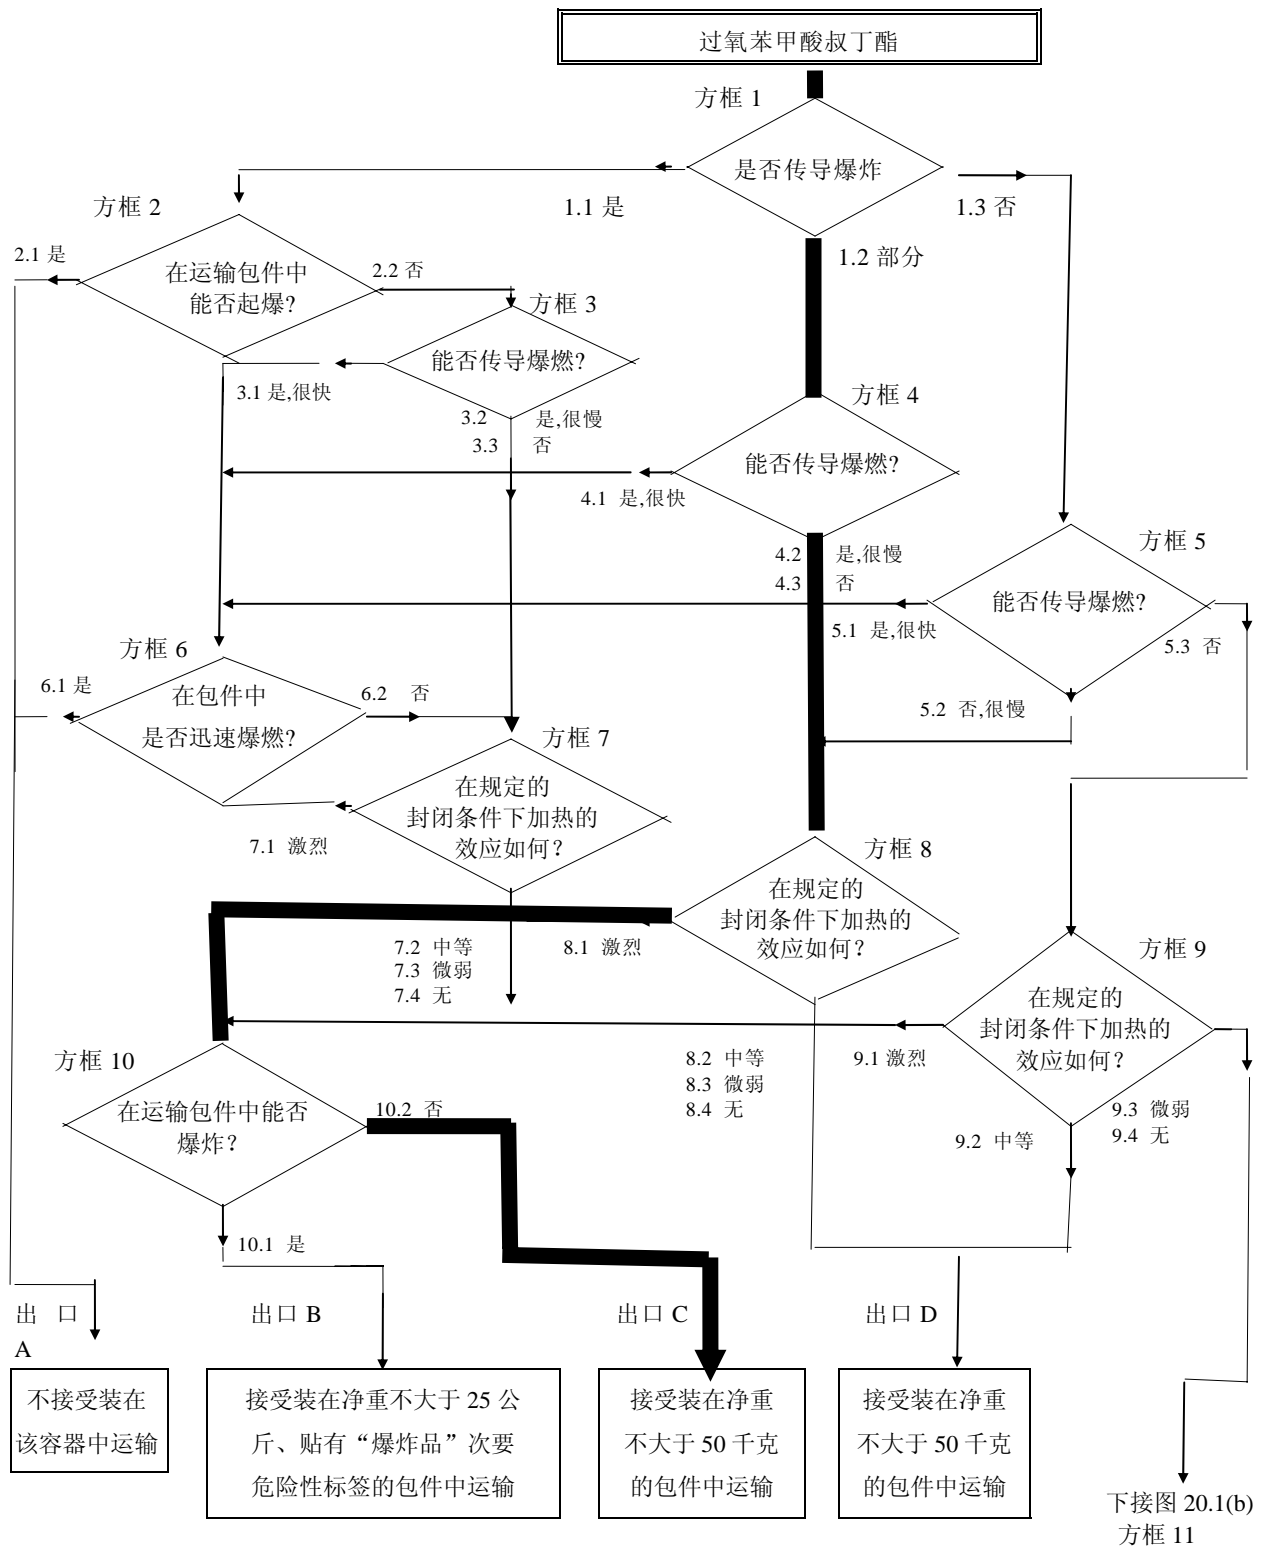 过氧苯甲酸叔丁酯
方框 1
是否传导爆炸
1.1 是
1.3 否
1.2 部分
方框 2
2.1 是
在运输包件中
能否起爆?
2.2 否
方框 3
能否传导爆燃?
3.1 是,很快
3.2 是,很慢
3.3 否
方框 4
能否传导爆燃?
4.1 是,很快
4.2 是,很慢
4.3 否
方框 5
能否传导爆燃?
5.1 是,很快
5.3 否
5.2 否,很慢
方框 6
6.1 是
在包件中
是否迅速爆燃?
6.2 否
方框 7
在规定的
封闭条件下加热的
效应如何?
7.1 激烈
7.2 中等
7.3 微弱
7.4 无
方框 8
在规定的
封闭条件下加热的
效应如何?
8.1 激烈
8.2 中等
8.3 微弱
8.4 无
方框 9
在规定的
封闭条件下加热的
效应如何?
9.1 激烈
9.2 中等
9.3 微弱
9.4 无
方框 10
在运输包件中能否
爆炸?
10.2 否
10.1 是
出 口
A
出口 B
出口 C
出口 D
不接受装在
该容器中运输
接受装在净重不大于 25 公
斤、贴有“爆炸品”次要
危险性标签的包件中运输
接受装在净重
不大于 50 千克
的包件中运输
接受装在净重
不大于 50 千克
的包件中运输
下接图 20.1(b)
方框 11